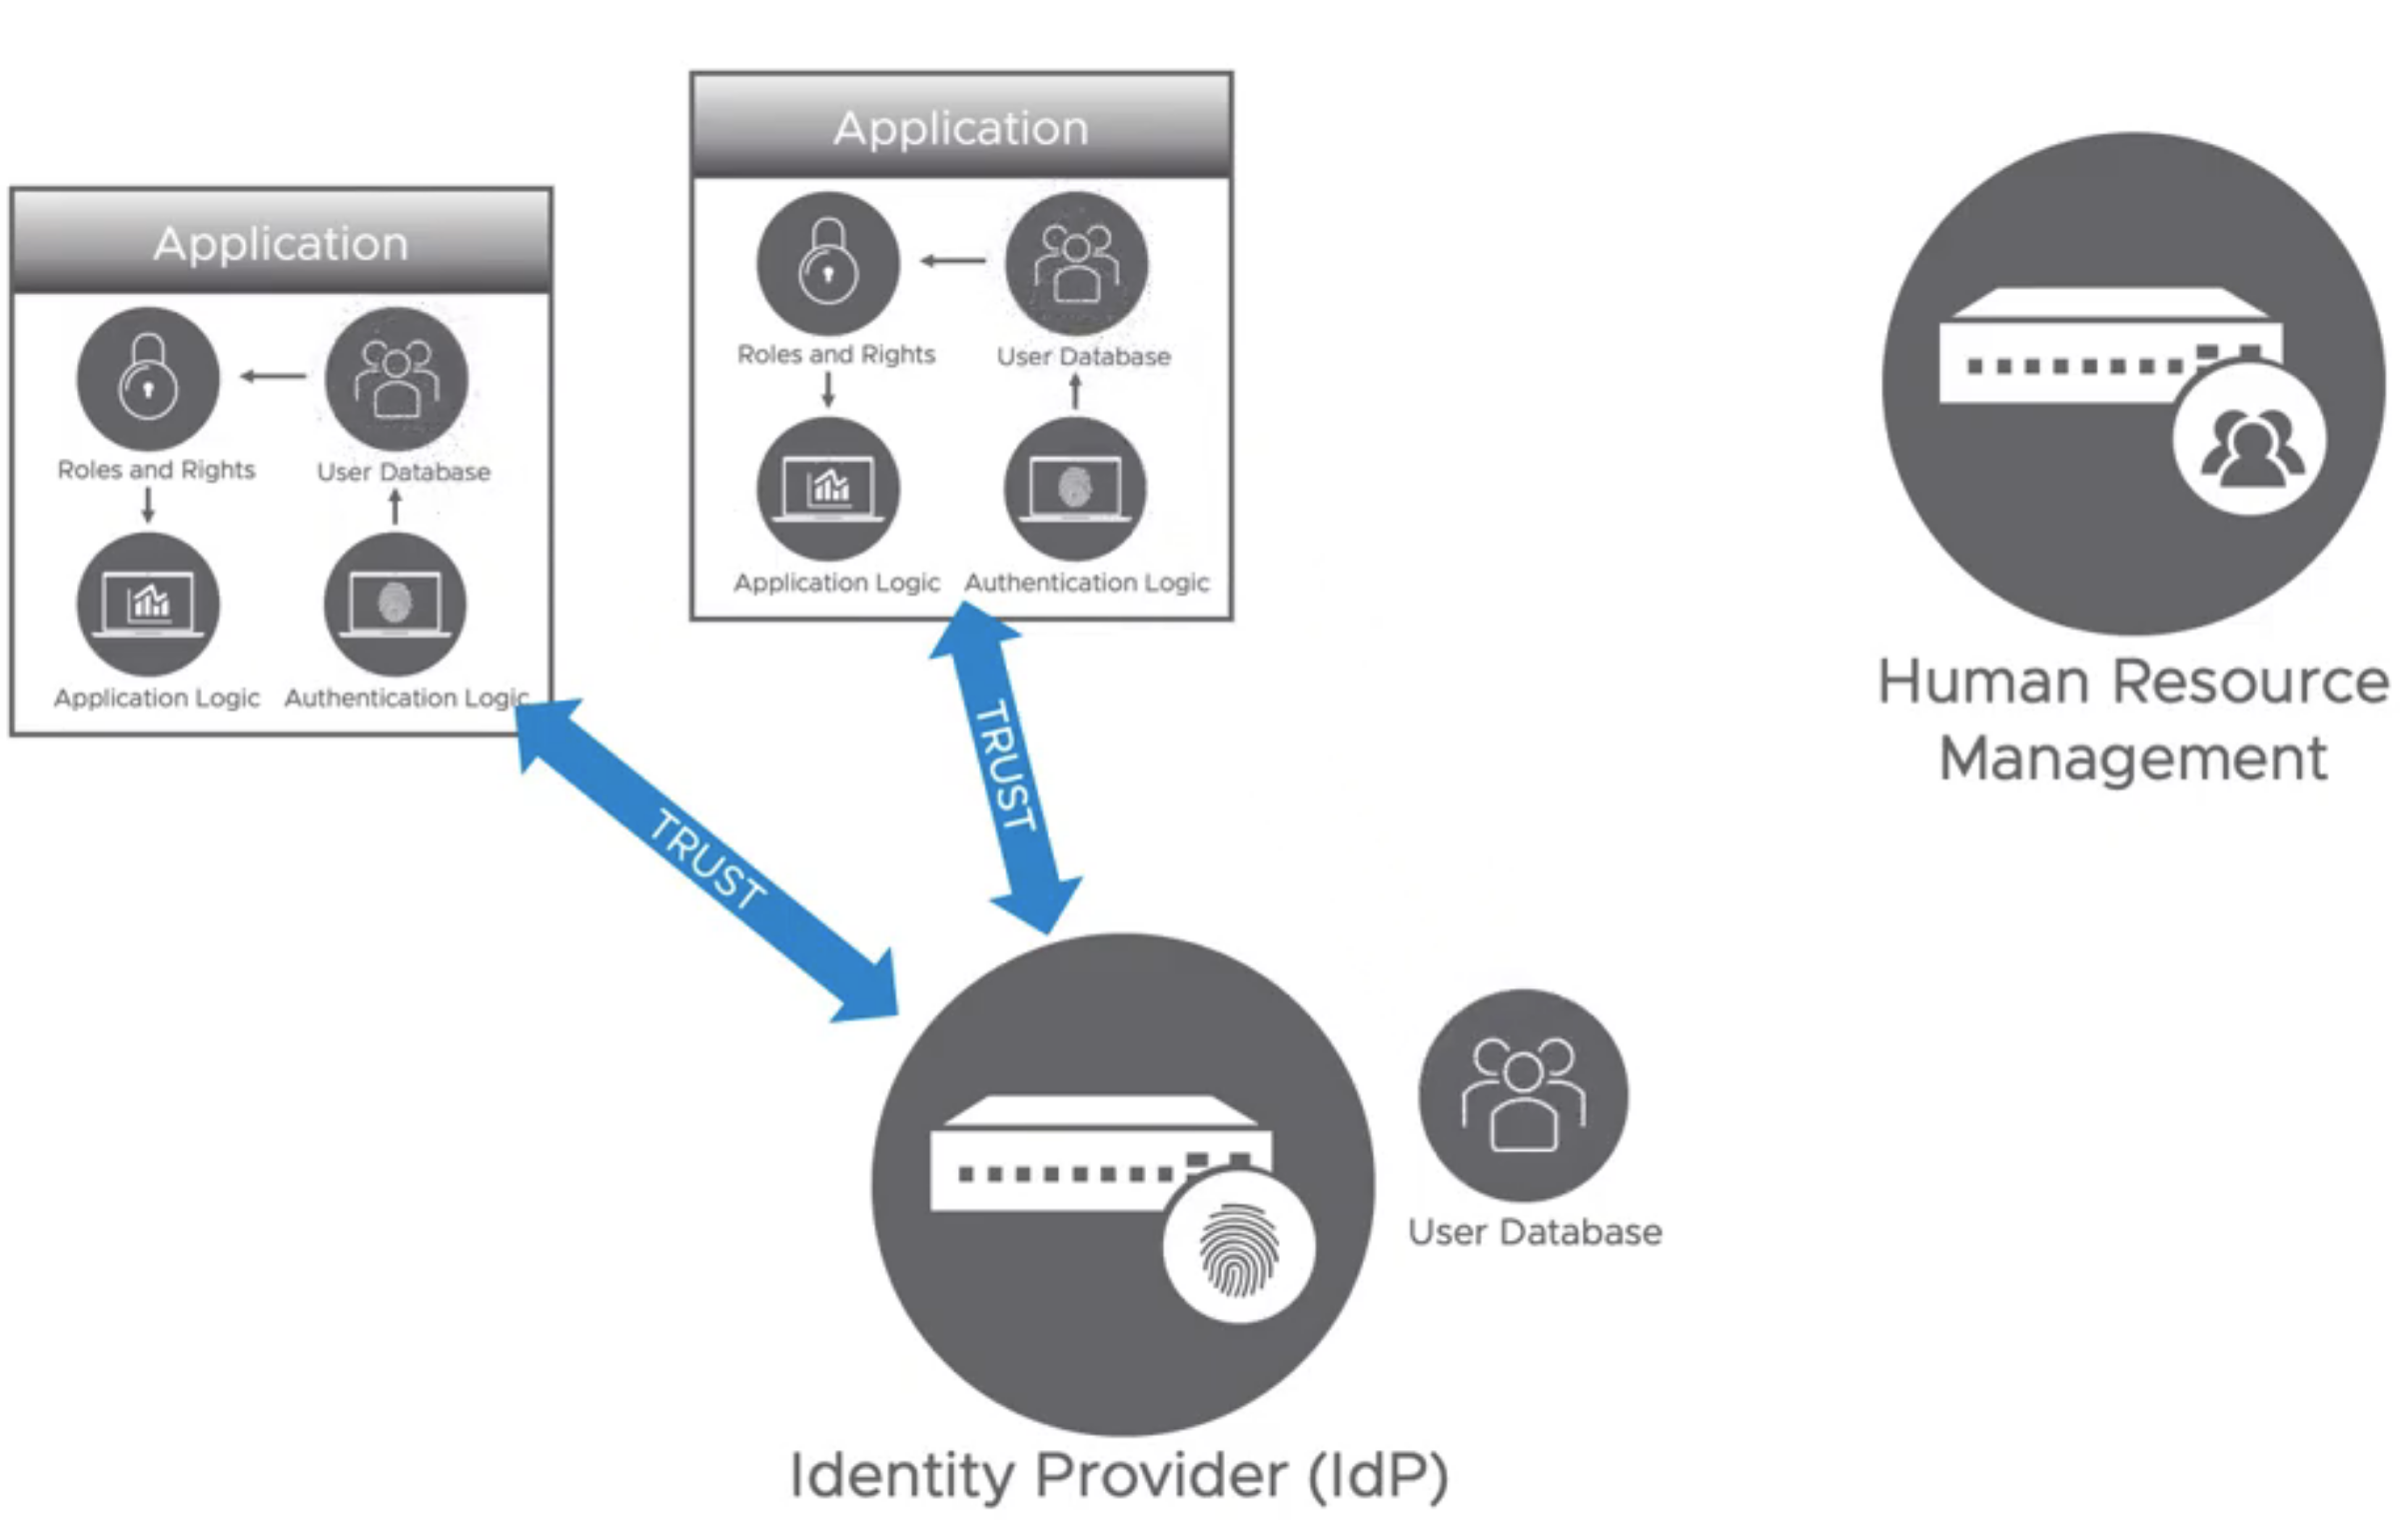 Application
Roles and Rights
User Database
Application Logic
Authentication Logic
Application
Roles and Rights
User Database
Application Logic
Authentication Logic
Human Resource
Management
TRUST
TRUST
User Database
Identity Provider (IdP)